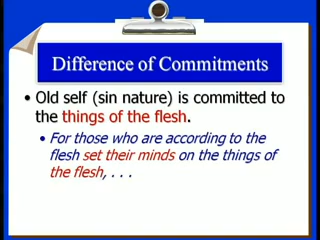 Difference of Commitments
• Old self (sin nature) is committed to
the things of the flesh.
• For those who are according to the
flesh set their minds on the things of
the flesh, . . .